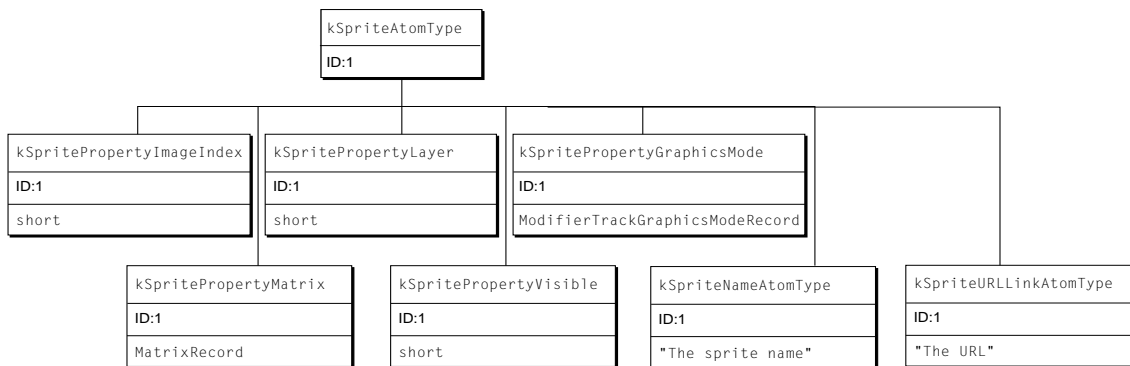 kSpriteAtomType
ID:1
kSpritePropertyImageIndex
ID:1
short
kSpritePropertyLayer
ID:1
short
kSpritePropertyGraphicsMode
ID:1
ModifierTrackGraphicsModeRecord
kSpritePropertyMatrix
ID:1
MatrixRecord
kSpritePropertyVisible
ID:1
short
kSpriteNameAtomType
ID:1
"The sprite name"
kSpriteURLLinkAtomType
ID:1
"The URL"